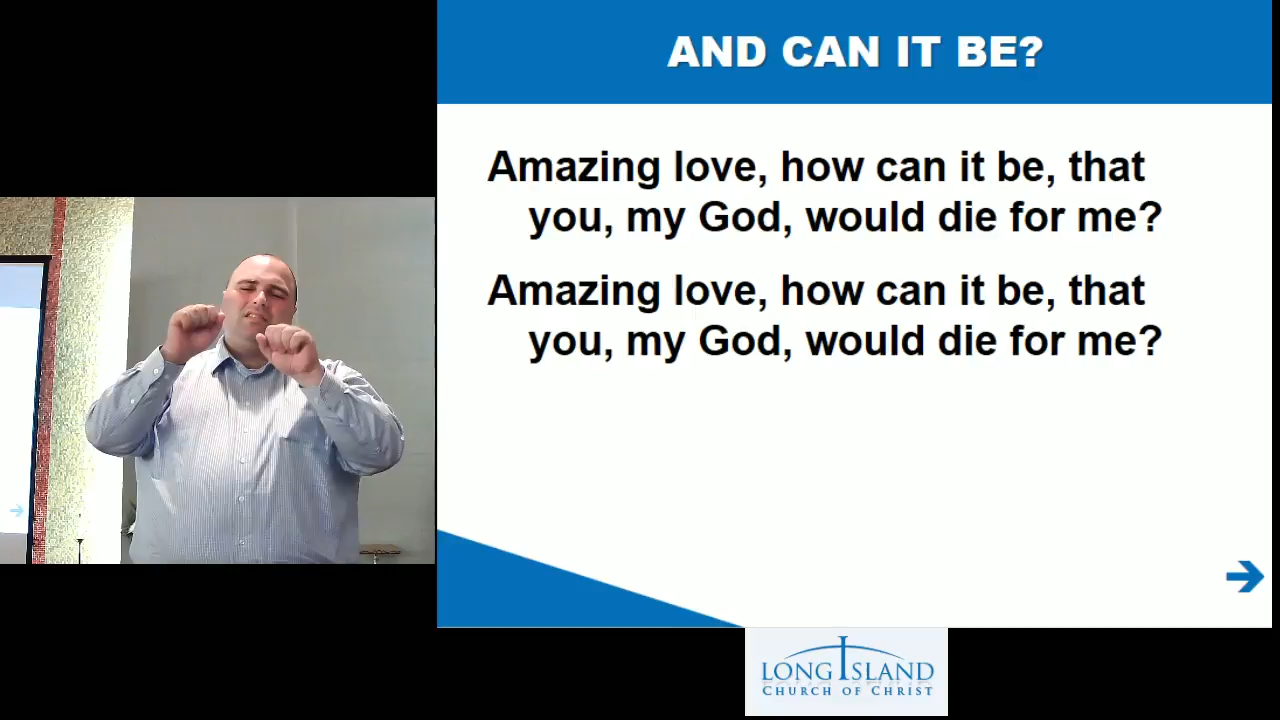 AND CAN IT BE?
Amazing love, how can it be, that
you, my God, would die for me?
Amazing love, how can it be, that
you, my God, would die for me?
LONG ISLAND
CHURCH OF CHRIST